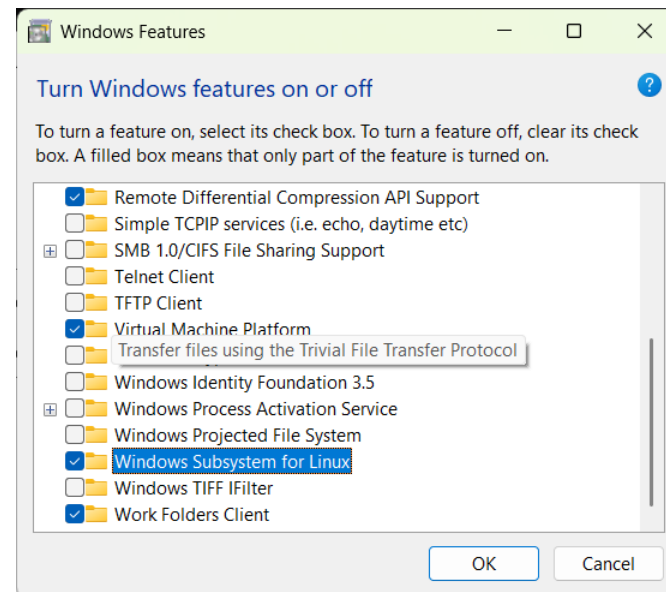 Windows Features
Turn Windows features on or off
To turn a feature on, select its check box. To turn a feature off, clear its check
box. A filled box means that only part of the feature is turned on.
Remote Differential Compression API Support
Simple TCPIP services (i.e. echo, daytime etc)
SMB 1.0/CIFS File Sharing Support
Telnet Client
TFTP Client
Virtual Machine Platform
Transfer files using the Trivial File Transfer Protocol
Windows Identity Foundation 3.5
Windows Process Activation Service
Windows Projected File System
Windows Subsystem for Linux
Windows TIFF IFilter
Work Folders Client
OK
Cancel